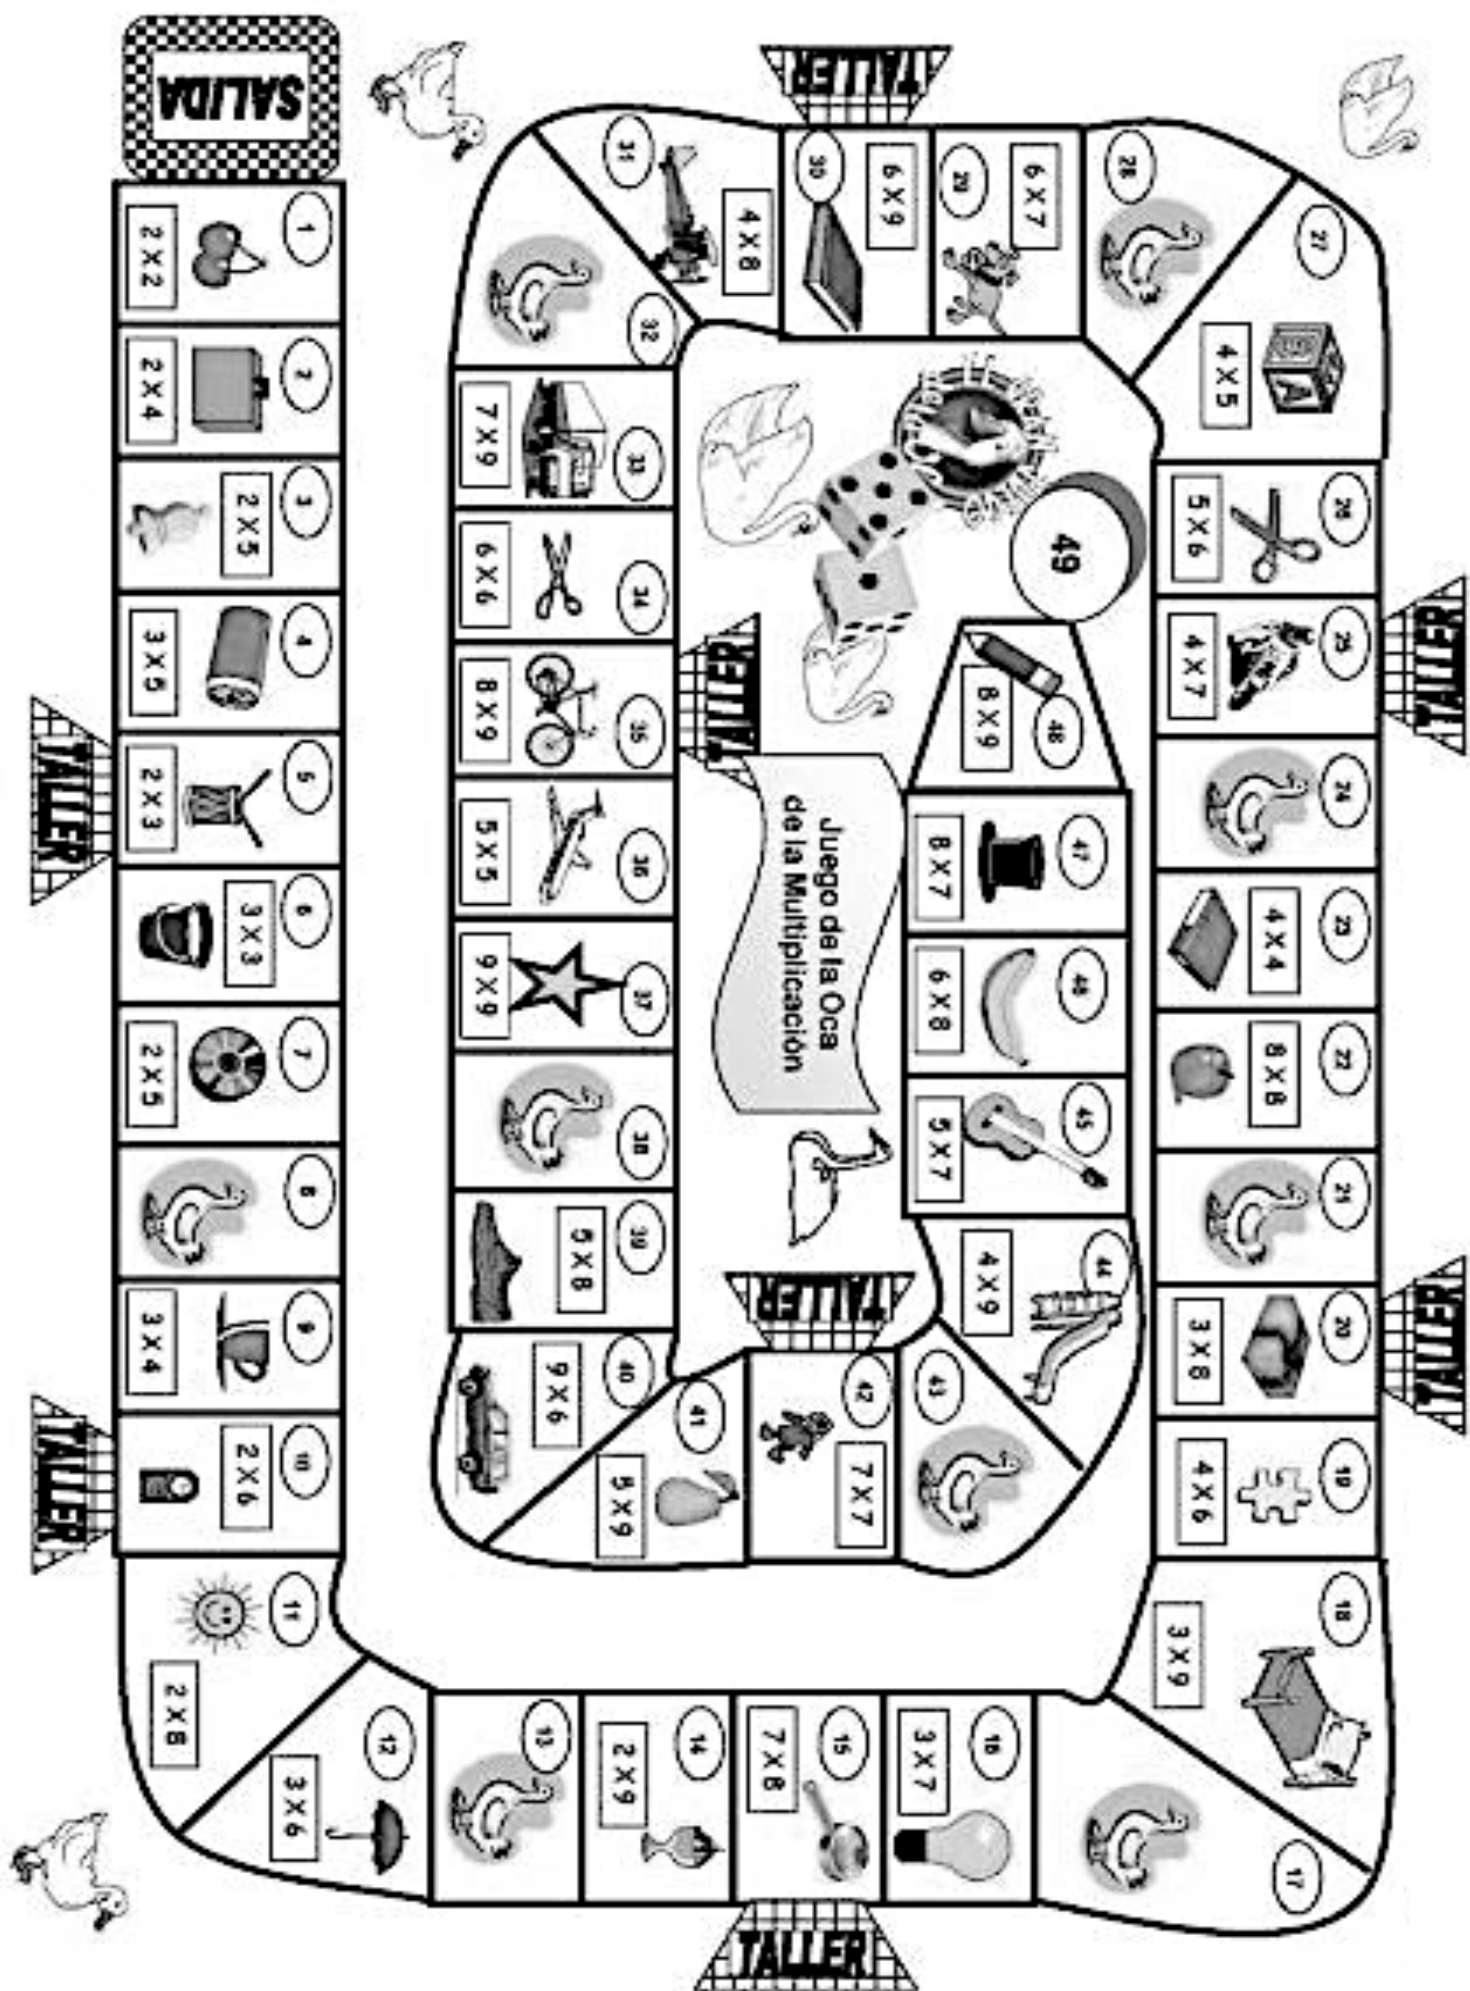 SALIDA
1
2 X 2
2
2 X 4
3
2 X 5
4
3 X 5
5
2 X 3
TALLER
6
3 X 3
7
2 X 5
8
9
3 X 4
10
2 X 6
TALLER
11
2 X 8
12
3 X 6
13
14
2 X 9
15
7 X 8
TALLER
16
3 X 7
17
18
3 X 9
19
4 X 6
20
3 X 8
TALLER
21
22
8 X 8
23
4 X 4
24
25
4 X 7
TALLER
26
5 X 6
27
4 X 5
28
29
6 X 7
30
6 X 9
TALLER
31
4 X 8
32
33
7 X 9
34
6 X 6
35
8 X 9
TALLER
36
5 X 5
37
9 X 9
38
39
5 X 8
40
9 X 6
41
5 X 9
42
7 X 7
TALLER
43
44
4 X 9
45
5 X 7
46
6 X 8
47
8 X 7
48
8 X 9
49
Juego de la Oca
de la Multiplicación